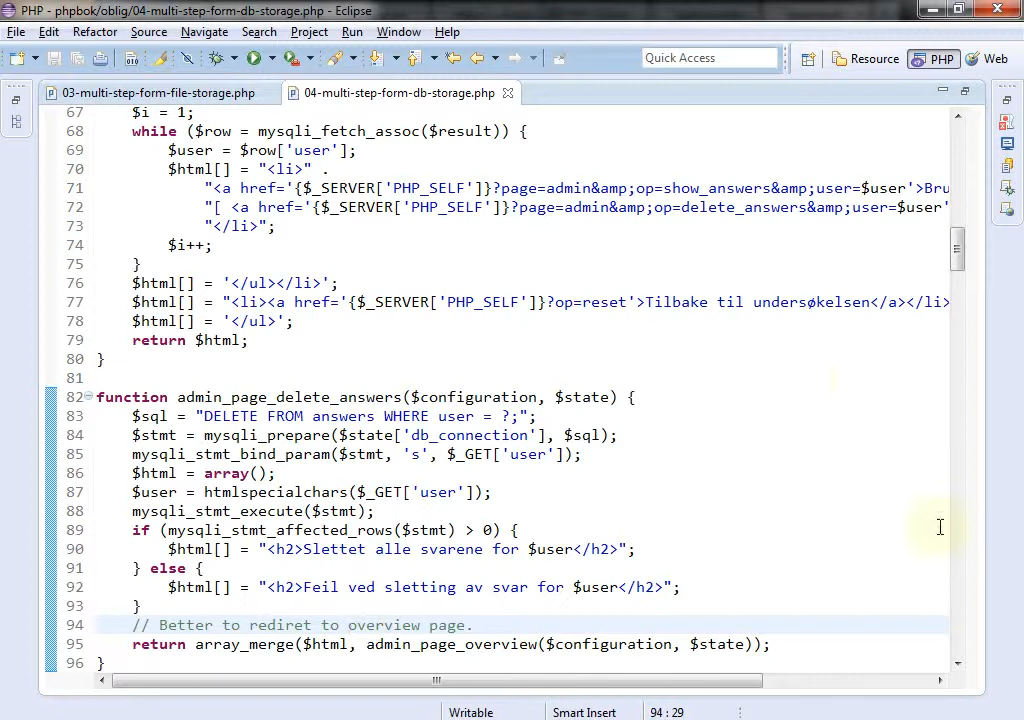 PHP - phpbok/oblig/04-multi-step-form-db-storage.php - Eclipse
File Edit Refactor Source Navigate Search Project Run Window Help
Quick Access Resource PHP Web
03-multi-step-form-file-storage.php 04-multi-step-form-db-storage.php
67 $i = 1;
68 while ($row = mysqli_fetch_assoc($result)) {
69 $user = $row['user'];
70 $html[] = "<li>" .
71 "<a href='{$_SERVER['PHP_SELF']}?page=admin&amp;op=show_answers&amp;user=$user'>Bru
72 "[ <a href='{$_SERVER['PHP_SELF']}?page=admin&amp;op=delete_answers&amp;user=$user'
73 "</li>";
74 $i++;
75 }
76 $html[] = '</ul></li>';
77 $html[] = "<li><a href='{$_SERVER['PHP_SELF']}?op=reset'>Tilbake til undersøkelsen</a></li>
78 $html[] = '</ul>';
79 return $html;
80 }
81
82 function admin_page_delete_answers($configuration, $state) {
83 $sql = "DELETE FROM answers WHERE user = ?;";
84 $stmt = mysqli_prepare($state['db_connection'], $sql);
85 mysqli_stmt_bind_param($stmt, 's', $_GET['user']);
86 $html = array();
87 $user = htmlspecialchars($_GET['user']);
88 mysqli_stmt_execute($stmt);
89 if (mysqli_stmt_affected_rows($stmt) > 0) {
90 $html[] = "<h2>Slettet alle svarene for $user</h2>";
91 } else {
92 $html[] = "<h2>Feil ved sletting av svar for $user</h2>";
93 }
94 // Better to rediret to overview page.
95 return array_merge($html, admin_page_overview($configuration, $state));
96 }
Writable Smart Insert 94 : 29